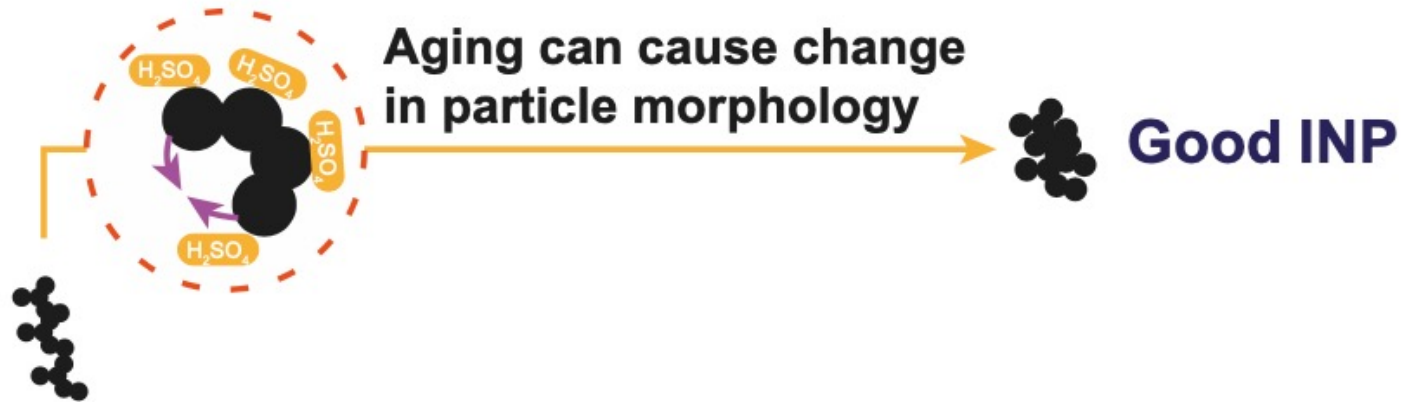 H₂SO₄
H₂SO₄
H₂SO₄
H₂SO₄
Aging can cause change
in particle morphology
Good INP